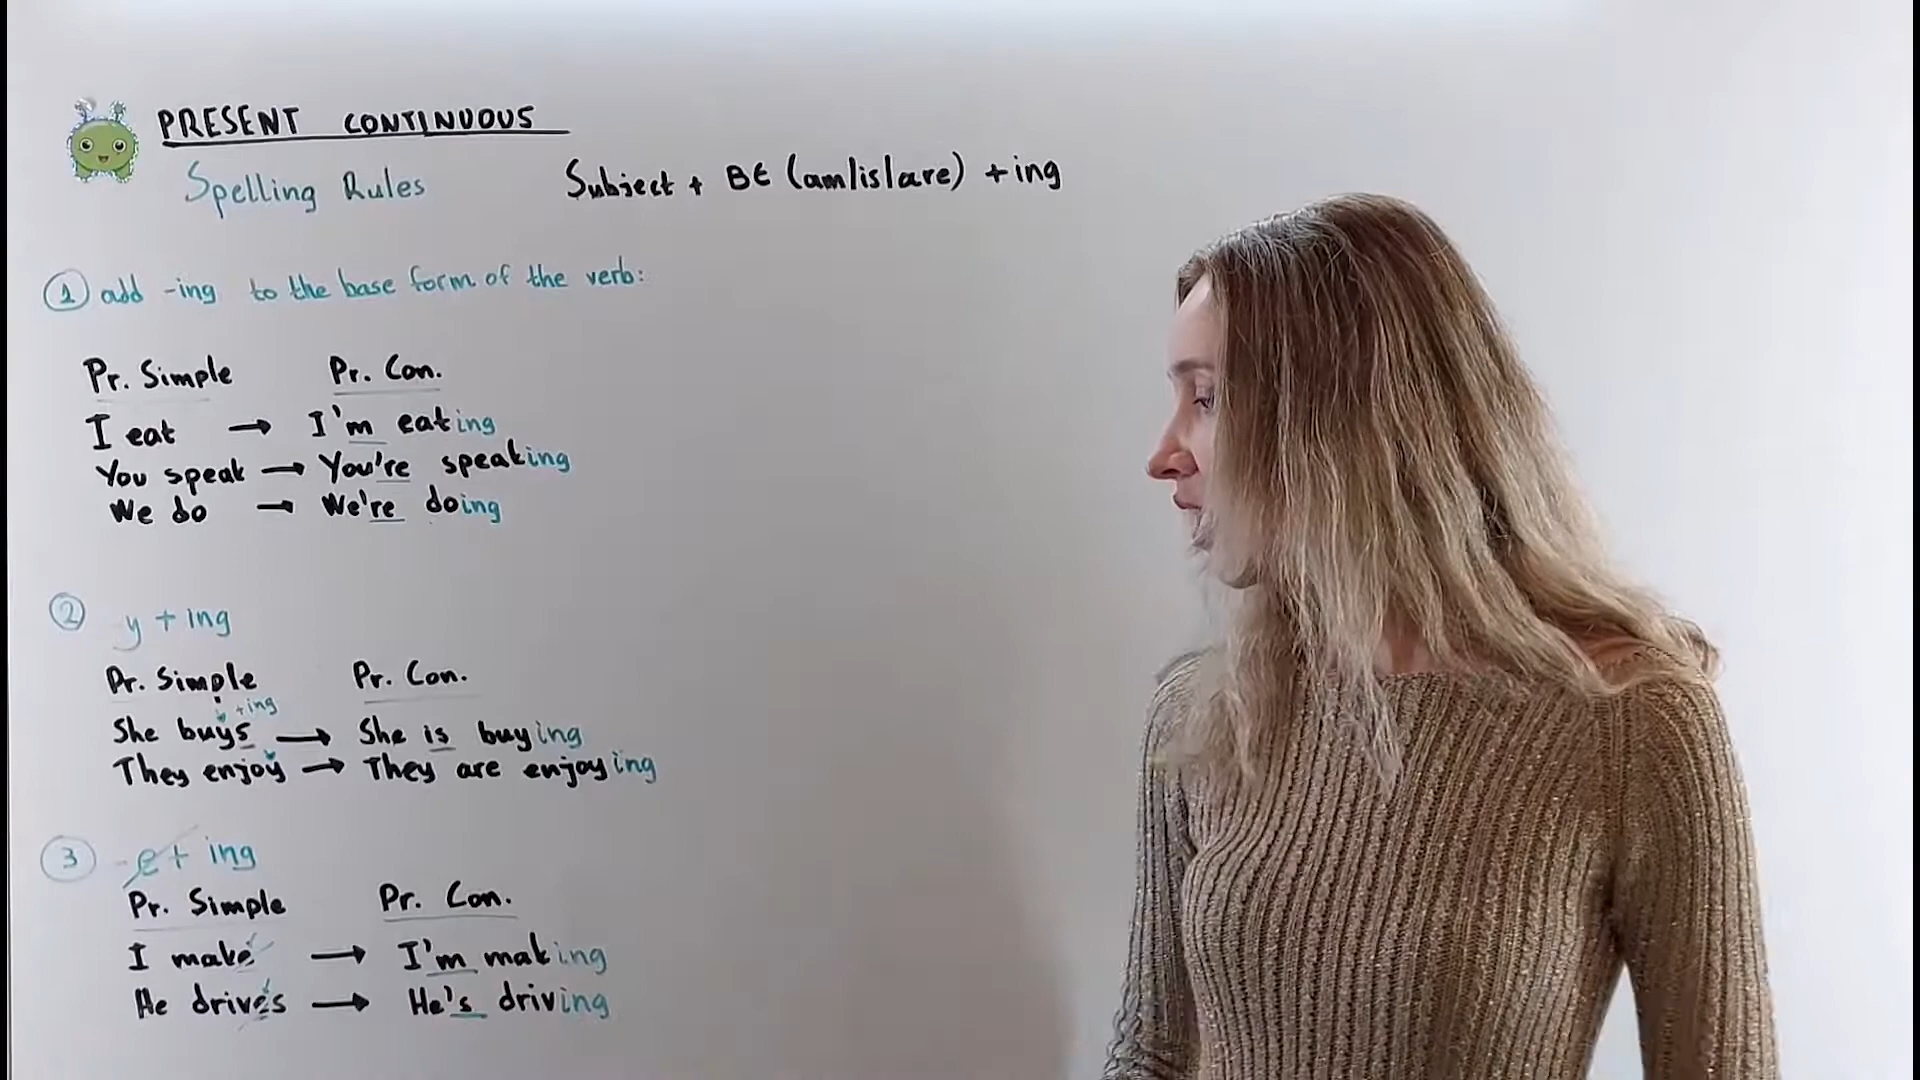 PRESENT CONTINUOUS
Spelling Rules
Subject + BE (am/is/are) + ing
1 add -ing to the base form of the verb:
Pr. Simple Pr. Con.
I eat → I'm eating
You speak → You're speaking
We do → We're doing
2 y + ing
Pr. Simple Pr. Con.
+ing
She buys → She is buying
They enjoy → They are enjoying
3 -e + ing
Pr. Simple Pr. Con.
I make → I'm making
He drives → He's driving